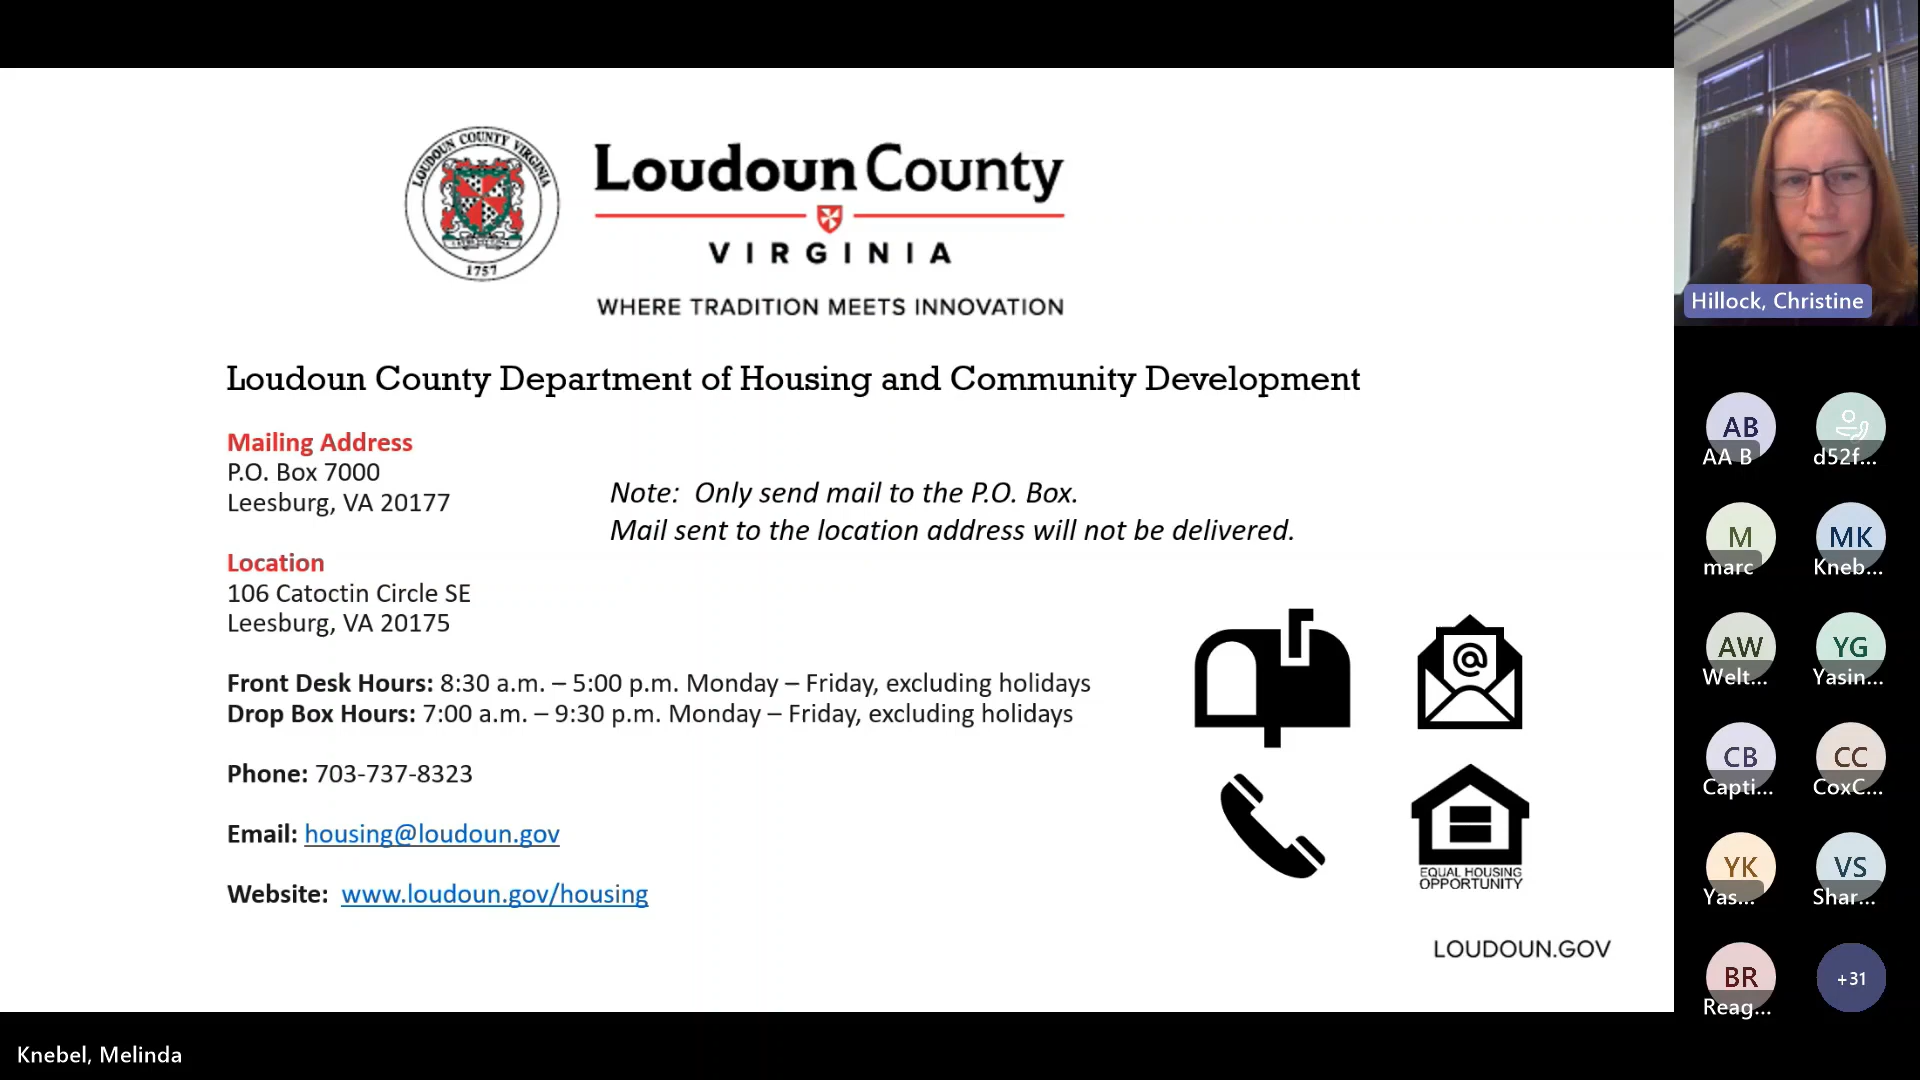 LOUDOUN COUNTY VIRGINIA
1757
Loudoun County
VIRGINIA
WHERE TRADITION MEETS INNOVATION
Loudoun County Department of Housing and Community Development
Mailing Address
P.O. Box 7000
Leesburg, VA 20177
Note: Only send mail to the P.O. Box.
Mail sent to the location address will not be delivered.
Location
106 Catoctin Circle SE
Leesburg, VA 20175
Front Desk Hours: 8:30 a.m. – 5:00 p.m. Monday – Friday, excluding holidays
Drop Box Hours: 7:00 a.m. – 9:30 p.m. Monday – Friday, excluding holidays
Phone: 703-737-8323
Email: housing@loudoun.gov
Website: www.loudoun.gov/housing
@
EQUAL HOUSING
OPPORTUNITY
LOUDOUN.GOV
Knebel, Melinda
Hillock, Christine
AB
AA B
d52f...
M
marc
MK
Kneb...
AW
Welt...
YG
Yasin...
CB
Capti...
CC
CoxC...
YK
Yas...
VS
Shar...
BR
Reag...
+31